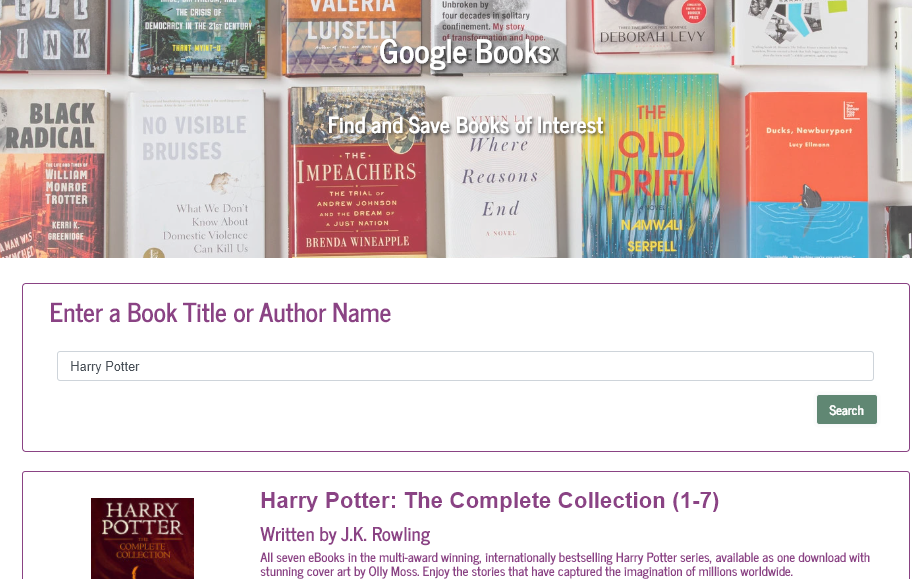 INK
THE CRISIS OF
DEMOCRACY IN THE 21ST CENTURY
THANT MYINT-U
VALERIA
LUISELLI
Unbroken by
four decades in solitary
confinement. My story
of transformation and hope.
DEBORAH LEVY
Google Books
Find and Save Books of Interest
BLACK
RADICAL
THE LIFE AND TIMES OF
WILLIAM
MONROE
TROTTER
KERRI K.
GREENIDGE
NO VISIBLE
BRUISES
What We Don't
Know About
Domestic Violence
Can Kill Us
THE
IMPEACHERS
THE TRIAL OF
ANDREW JOHNSON
AND THE DREAM OF
A JUST NATION
BRENDA WINEAPPLE
YIYUN LI
Where
Reasons
End
A NOVEL
THE
OLD
DRIFT
A NOVEL
NAMWALI
SERPELL
Ducks, Newburyport
Lucy Ellmann
Enter a Book Title or Author Name
Harry Potter
Search
HARRY
POTTER
THE
COMPLETE
COLLECTION
Harry Potter: The Complete Collection (1-7)
Written by J.K. Rowling
All seven eBooks in the multi-award winning, internationally bestselling Harry Potter series, available as one download with
stunning cover art by Olly Moss. Enjoy the stories that have captured the imagination of millions worldwide.